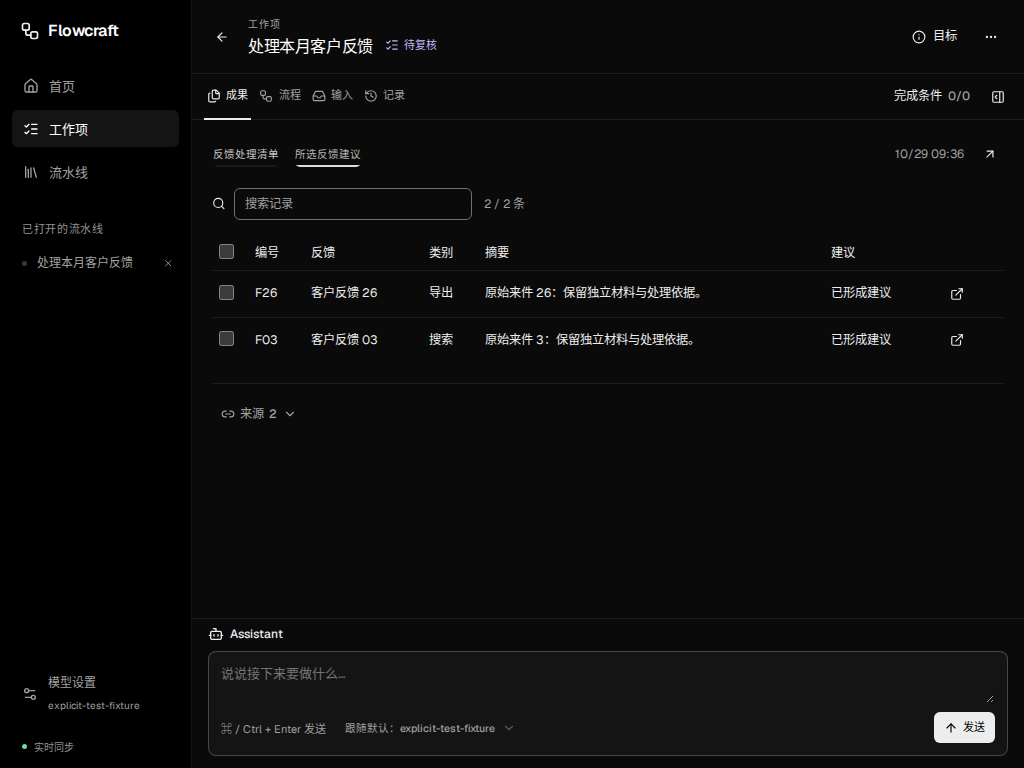 Flowcraft
首页
工作项
流水线
已打开的流水线
处理本月客户反馈
模型设置
explicit-test-fixture
实时同步
工作项
处理本月客户反馈 待复核
目标
成果 流程 输入 记录
完成条件 0/0
反馈处理清单 所选反馈建议
10/29 09:36
搜索记录
2 / 2 条
编号 反馈 类别 摘要 建议
F26 客户反馈 26 导出 原始来件 26：保留独立材料与处理依据。 已形成建议
F03 客户反馈 03 搜索 原始来件 3：保留独立材料与处理依据。 已形成建议
来源 2
Assistant
说说接下来要做什么…
⌘ / Ctrl + Enter 发送 跟随默认：explicit-test-fixture
发送